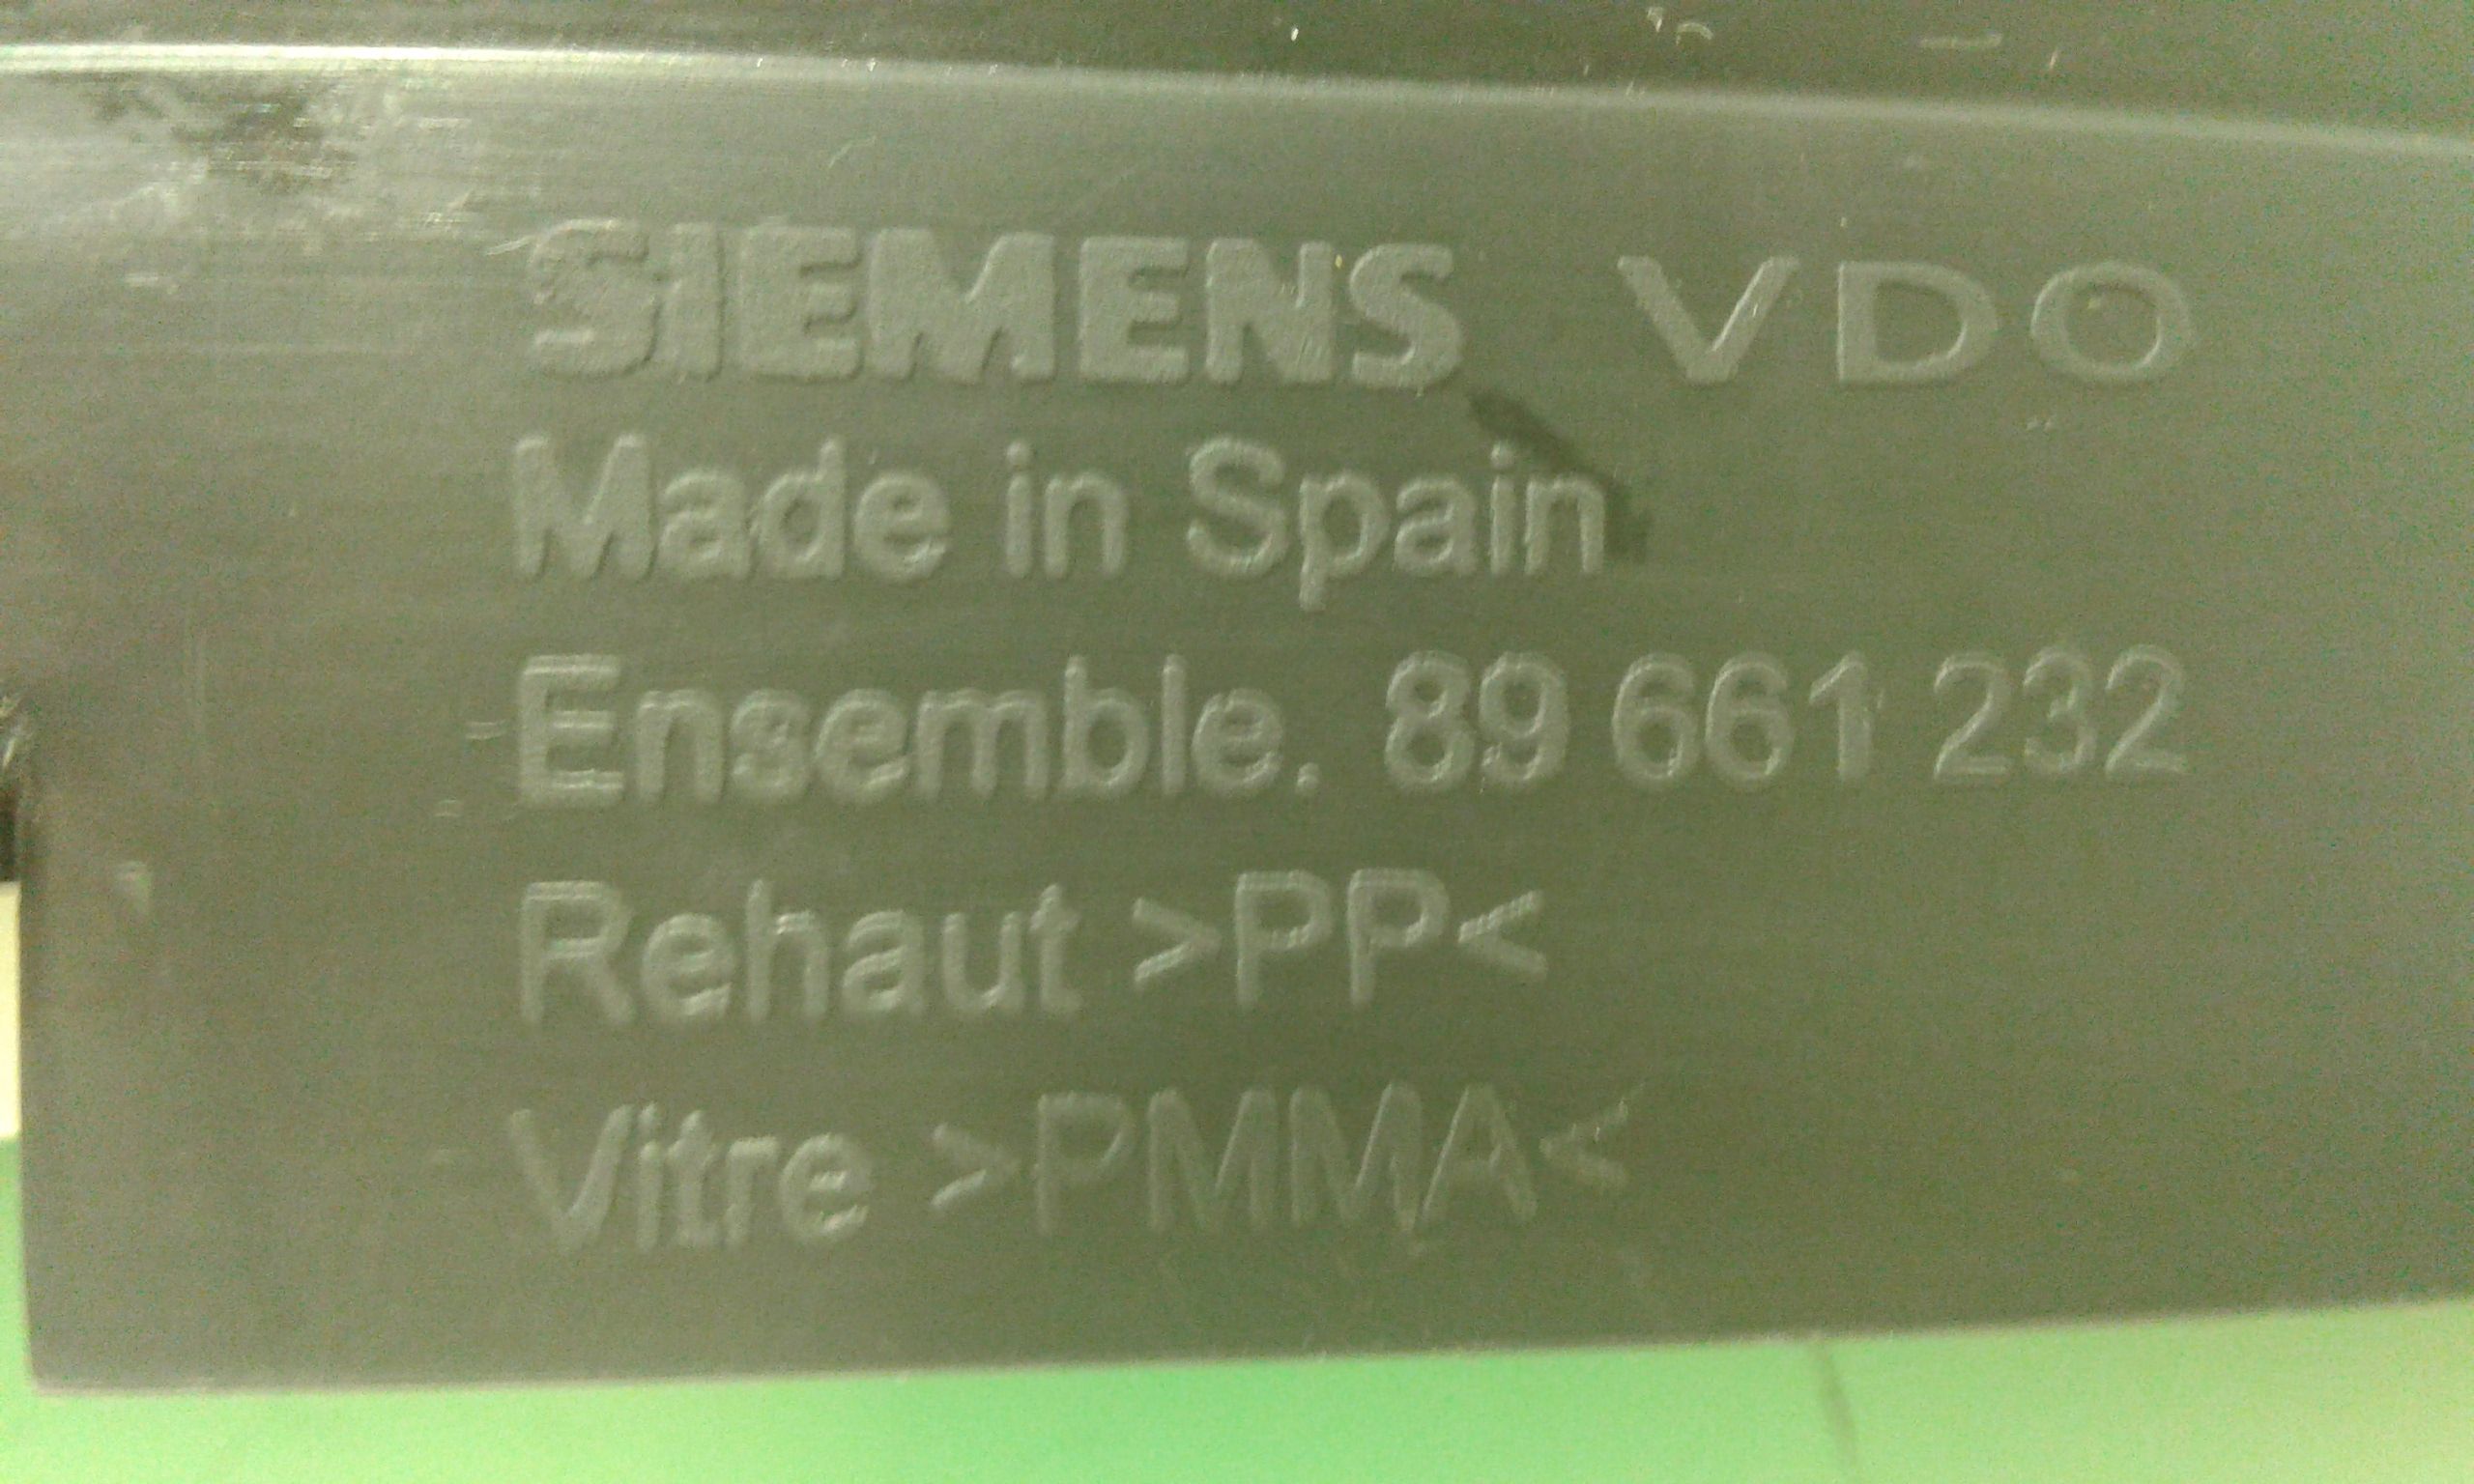 SIEMENS VDO
Made in Spain
Ensemble. 89 661 232
Rehaut >PP<
Vitre >PMMA<